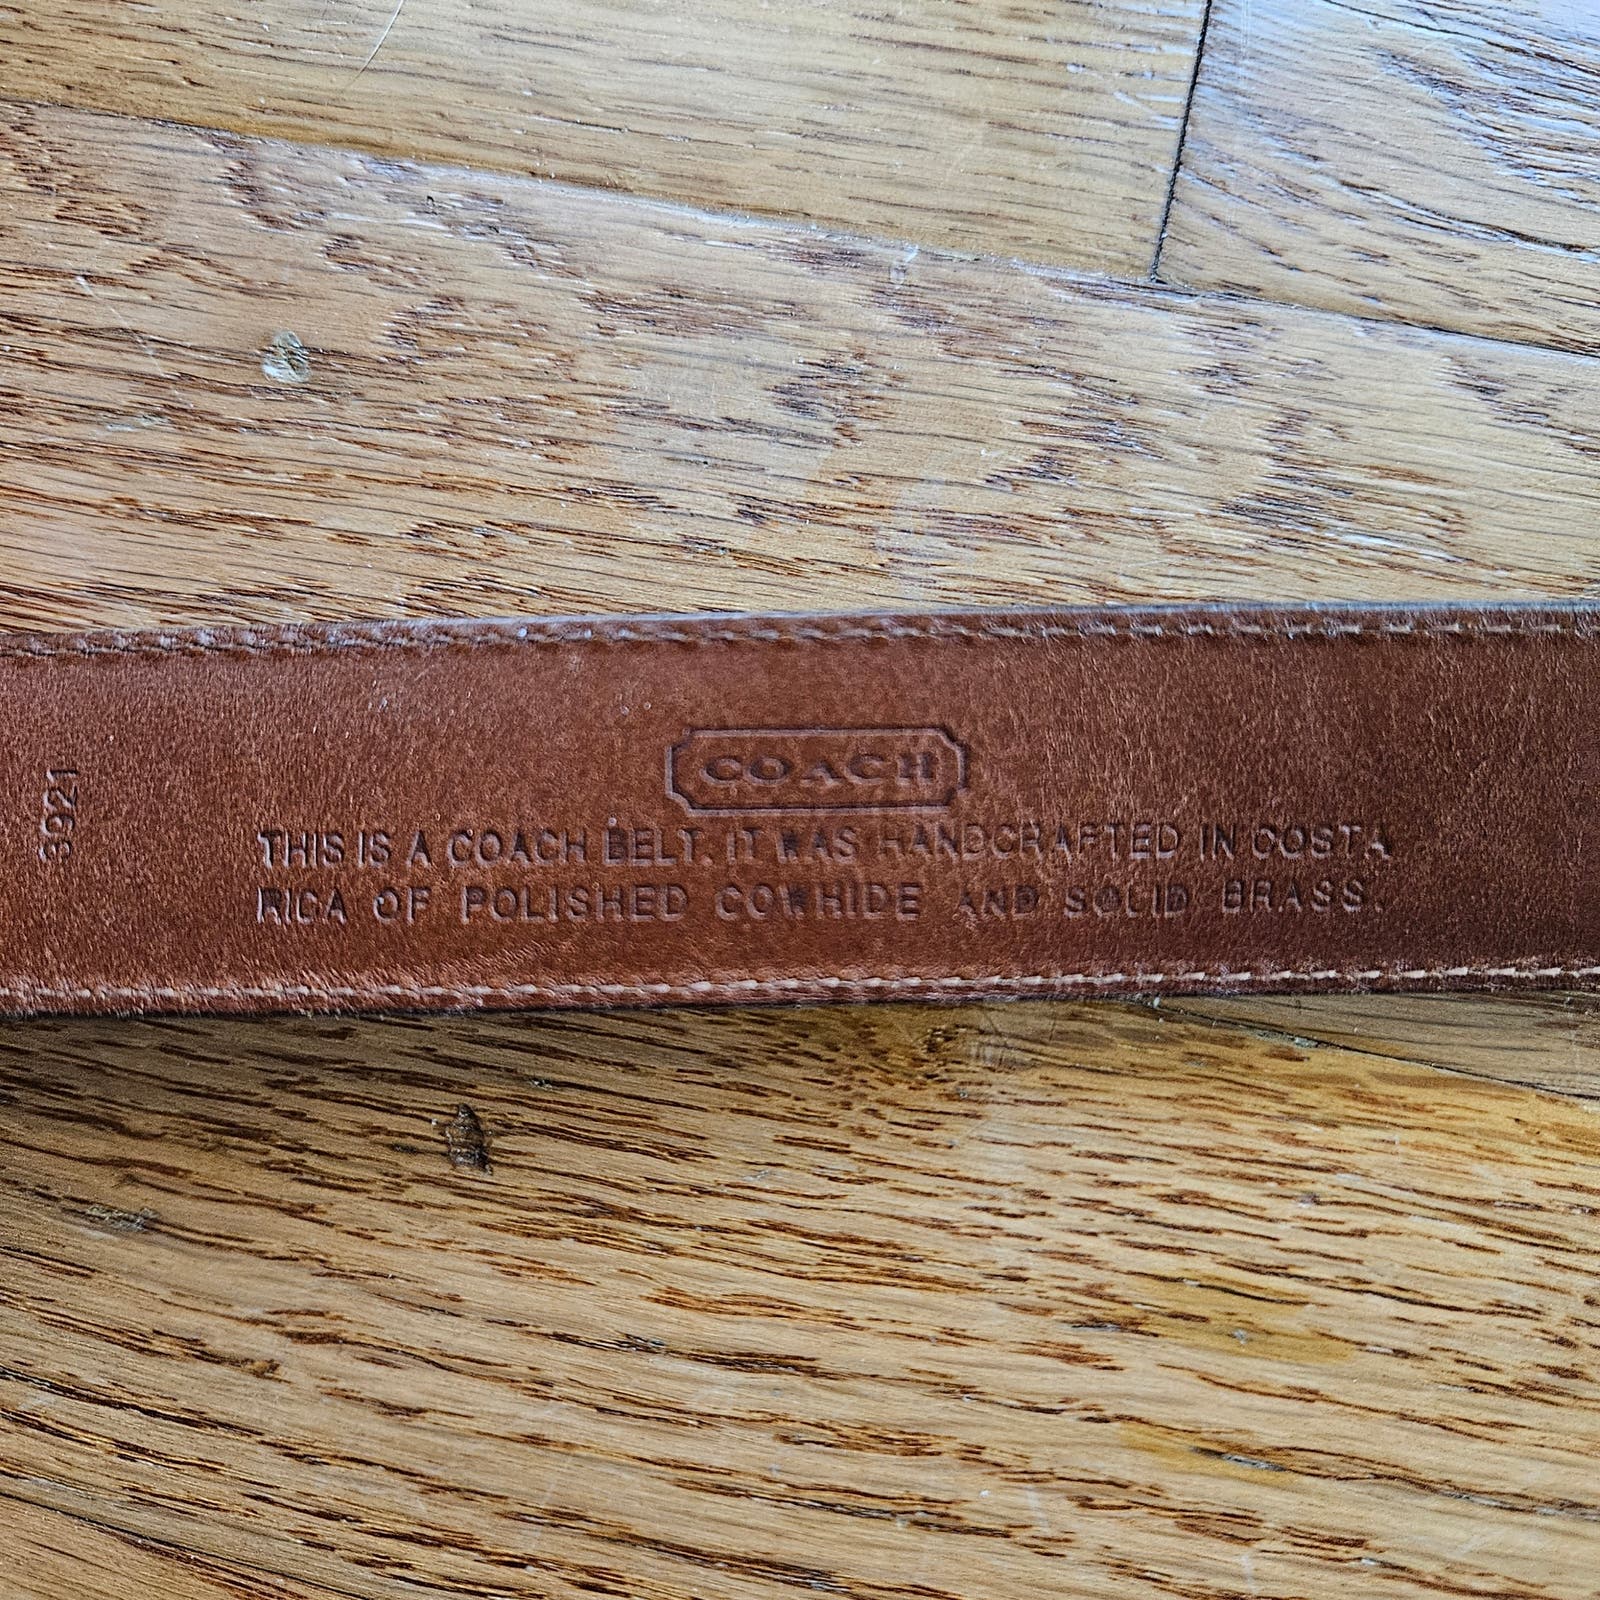 COACH
THIS IS A COACH BELT. IT WAS HANDCRAFTED IN COSTA
RICA OF POLISHED COWHIDE AND SOLID BRASS.
3921